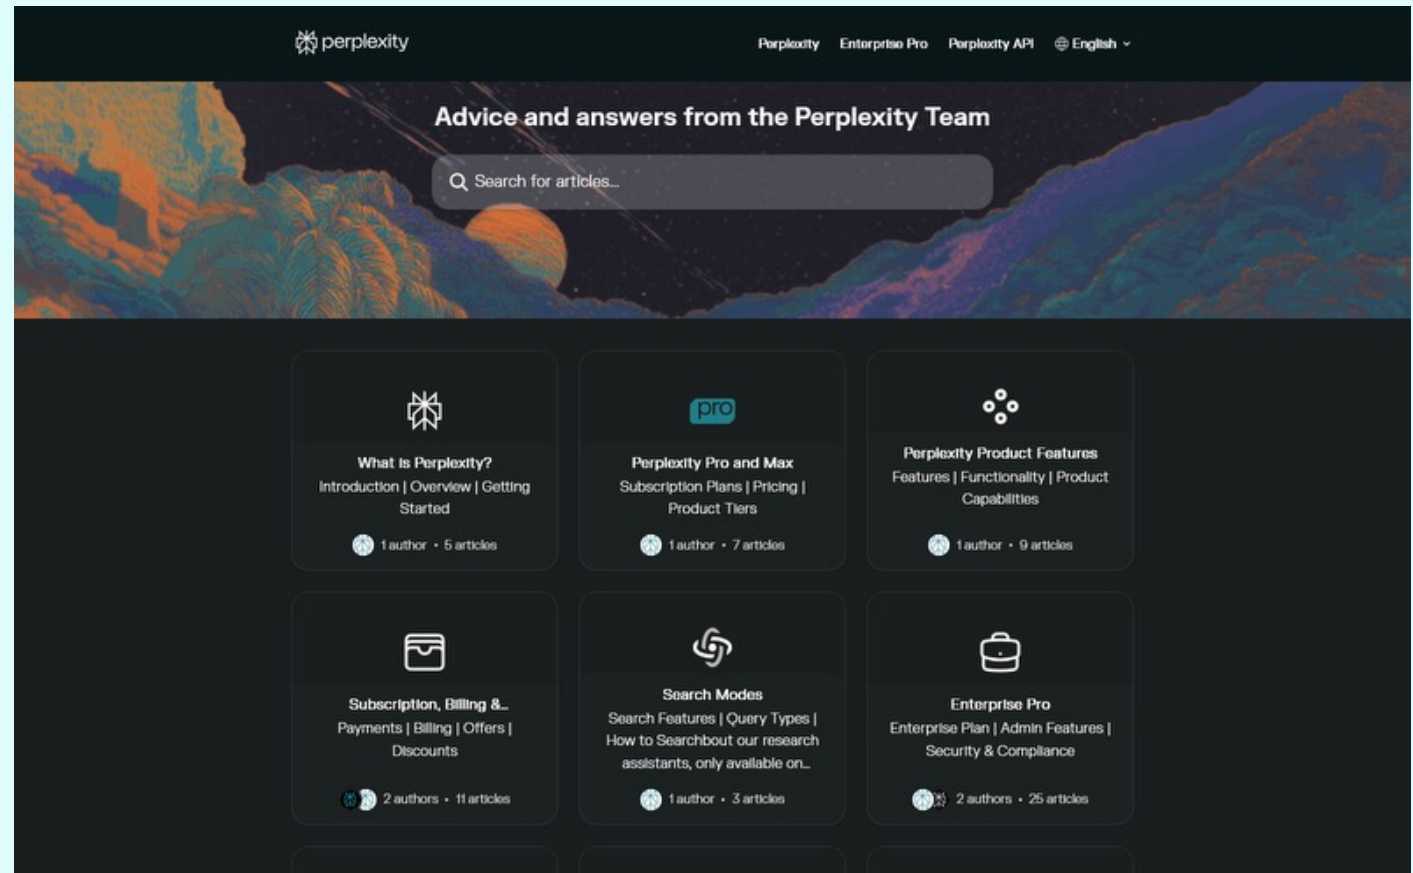 perplexity
Perplexity Enterprise Pro Perplexity API English
Advice and answers from the Perplexity Team
Search for articles...
What is Perplexity?
Introduction | Overview | Getting
Started
1 author • 5 articles
pro
Perplexity Pro and Max
Subscription Plans | Pricing |
Product Tiers
1 author • 7 articles
Perplexity Product Features
Features | Functionality | Product
Capabilities
1 author • 9 articles
Subscription, Billing &...
Payments | Billing | Offers |
Discounts
2 authors • 11 articles
Search Modes
Search Features | Query Types |
How to Searchbout our research
assistants, only available on...
1 author • 3 articles
Enterprise Pro
Enterprise Plan | Admin Features |
Security & Compliance
2 authors • 25 articles